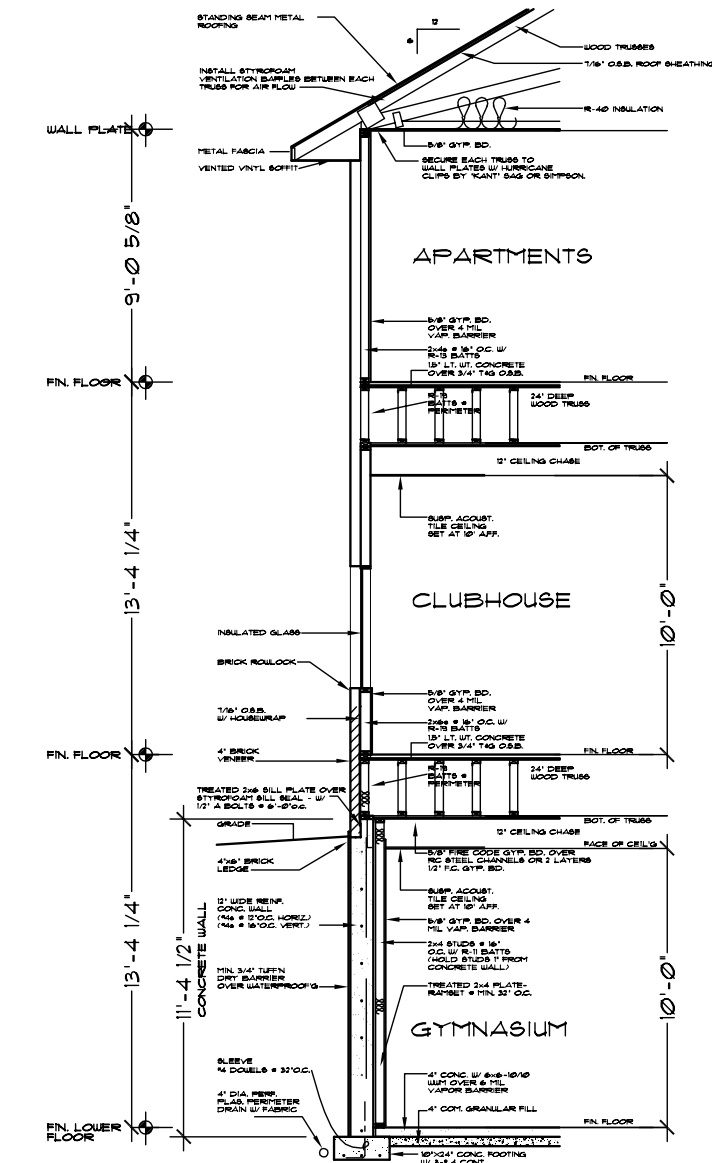 STANDING SEAM METAL
ROOFING
12
6
WOOD TRUSSES
7/16" O.S.B. ROOF SHEATHING
INSTALL STYROFOAM
VENTILATION BAFFLES BETWEEN EACH
TRUSS FOR AIR FLOW
R-40 INSULATION
WALL PLATE
METAL FASCIA
VENTED VINYL SOFFIT
5/8" GYP. BD.
SECURE EACH TRUSS TO
WALL PLATES W/ HURRICANE
CLIPS BY "KANT" SAG OR SIMPSON.
9'-0 5/8"
APARTMENTS
5/8" GYP. BD.
OVER 4 MIL
VAP. BARRIER
2x4s @ 16" O.C. W/
R-13 BATTS
1.5" LT. WT. CONCRETE
OVER 3/4" T&G O.S.B.
FIN. FLOOR
FIN. FLOOR
BATTS @
PERIMETER
24" DEEP
WOOD TRUSS
BOT. OF TRUSS
12" CEILING CHASE
SUSP. ACOUST.
TILE CEILING
SET AT 10' AFF.
13'-4 1/4"
CLUBHOUSE
10'-0"
INSULATED GLASS
BRICK ROWLOCK
7/16" O.S.B.
W/ HOUSEWRAP
5/8" GYP. BD.
OVER 4 MIL
VAP. BARRIER
2x6s @ 16" O.C. W/
BATTS
1.5" LT. WT. CONCRETE
OVER 3/4" T&G O.S.B.
FIN. FLOOR
FIN. FLOOR
4" BRICK
VENEER
BATTS @
PERIMETER
24" DEEP
WOOD TRUSS
TREATED 2x6 SILL PLATE OVER
STYROFOAM SILL SEAL - W/
1/2" A BOLTS @ 6'-0" O.C.
GRADE
BOT. OF TRUSS
12" CEILING CHASE
FACE OF CEIL'G
4"x6" BRICK
LEDGE
5/8" FIRE CODE GYP. BD. OVER
RC STEEL CHANNELS OR 2 LAYERS
1/2" F.C. GYP. BD.
SUSP. ACOUST.
TILE CEILING
SET AT 10' AFF.
12" WIDE REINF.
CONC. WALL
(#4s @ 12" O.C. HORIZ.)
(#4s @ 16" O.C. VERT.)
5/8" GYP. BD. OVER 4
MIL VAP. BARRIER
2x4 STUDS @ 16"
O.C. W/ R-11 BATTS
(HOLD STUDS 1" FROM
CONCRETE WALL)
13'-4 1/4"
11'-4 1/2"
CONCRETE WALL
MIN. 3/4" TUFF'N
DRY BARRIER
OVER WATERPROOF'G
TREATED 2x4 PLATE-
RAMSET @ MIN. 32" O.C.
10'-0"
GYMNASIUM
SLEEVE
#4 DOWELS @ 32" O.C.
4" CONC. W/ 6x6-10/10
WWM OVER 6 MIL
VAPOR BARRIER
4" DIA. PERF.
PLAS. PERIMETER
DRAIN W/ FABRIC
4" COM. GRANULAR FILL
FIN. LOWER
FLOOR
FIN. FLOOR
10"x24" CONC. FOOTING